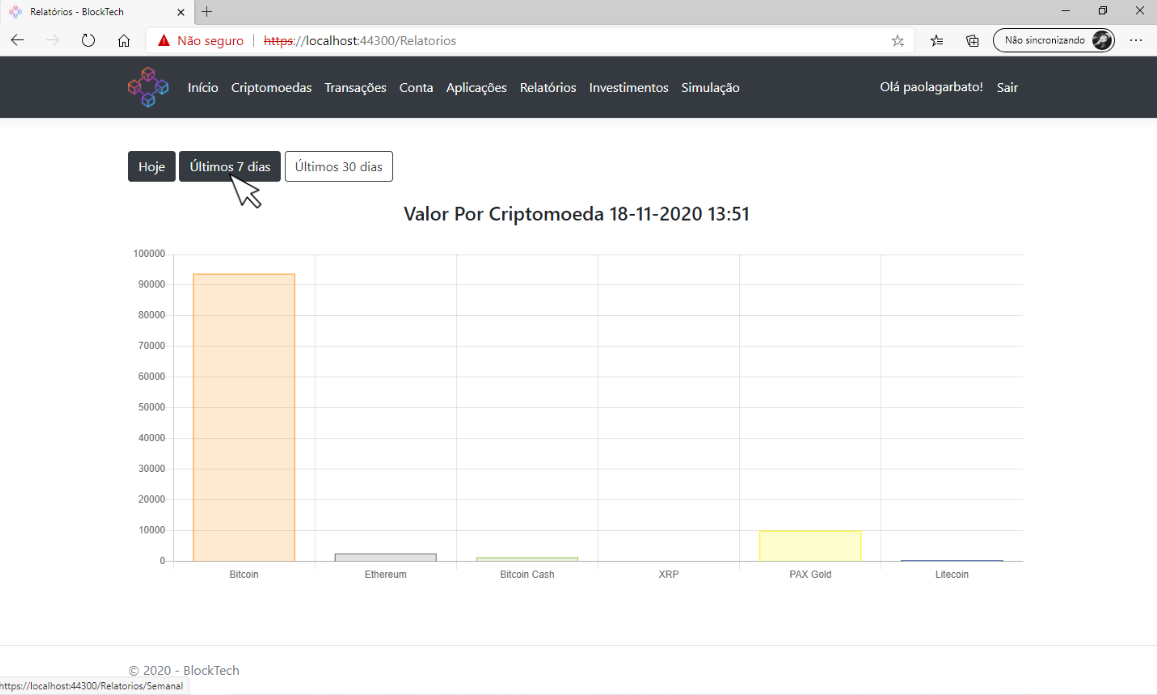 Relatórios - BlockTech
Não seguro https://localhost:44300/Relatorios Não sincronizando
Início Criptomoedas Transações Conta Aplicações Relatórios Investimentos Simulação Olá paolagarbato! Sair
Hoje Últimos 7 dias Últimos 30 dias
Valor Por Criptomoeda 18-11-2020 13:51
100000
90000
80000
70000
60000
50000
40000
30000
20000
10000
0
Bitcoin Ethereum Bitcoin Cash XRP PAX Gold Litecoin
© 2020 - BlockTech
https://localhost:44300/Relatorios/Semanal